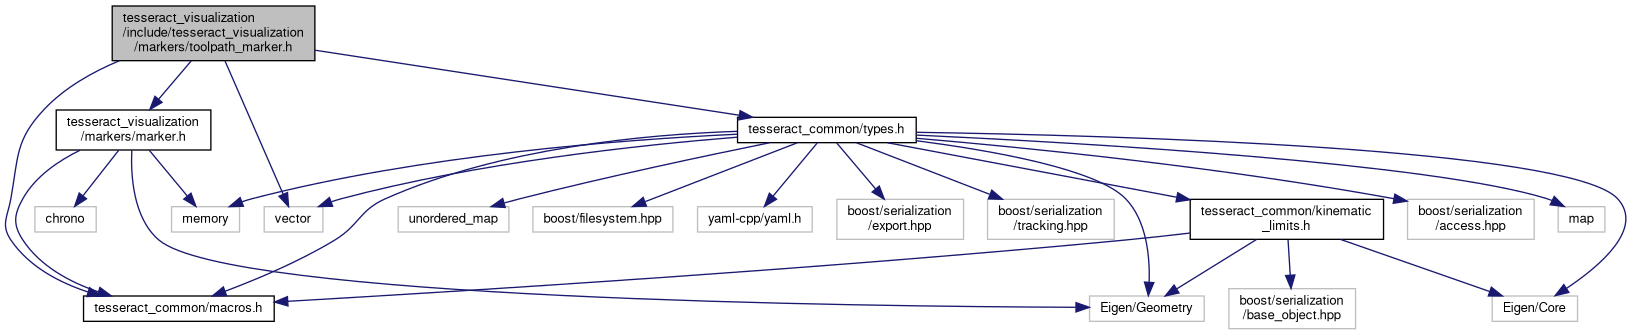 tesseract_visualization
/include/tesseract_visualization
/markers/toolpath_marker.h
tesseract_visualization
/markers/marker.h
tesseract_common/types.h
chrono
memory
vector
unordered_map
boost/filesystem.hpp
yaml-cpp/yaml.h
boost/serialization
/export.hpp
boost/serialization
/tracking.hpp
tesseract_common/kinematic
_limits.h
boost/serialization
/access.hpp
map
tesseract_common/macros.h
Eigen/Geometry
boost/serialization
/base_object.hpp
Eigen/Core